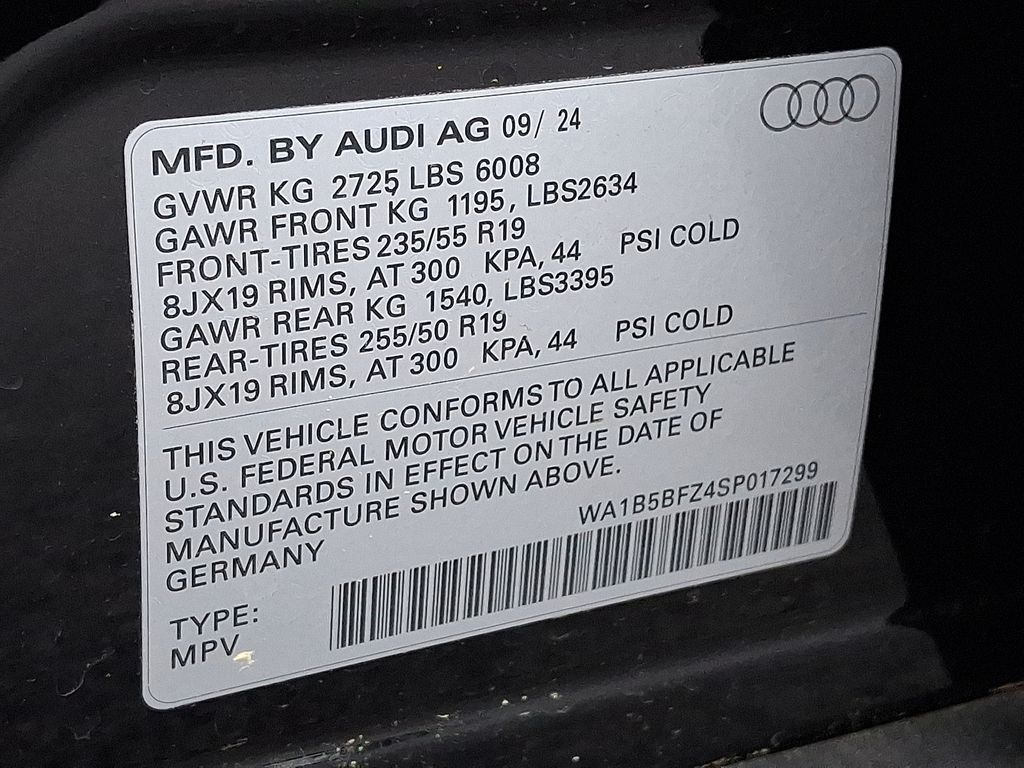 MFD. BY AUDI AG 09/ 24
GVWR KG 2725 LBS 6008
GAWR FRONT KG 1195, LBS2634
FRONT-TIRES 235/55 R19
8JX19 RIMS, AT 300 KPA, 44 PSI COLD
GAWR REAR KG 1540, LBS3395
REAR-TIRES 255/50 R19
8JX19 RIMS, AT 300 KPA, 44 PSI COLD
THIS VEHICLE CONFORMS TO ALL APPLICABLE
U.S. FEDERAL MOTOR VEHICLE SAFETY
STANDARDS IN EFFECT ON THE DATE OF
MANUFACTURE SHOWN ABOVE.
GERMANY
WA1B5BFZ4SP017299
TYPE:
MPV